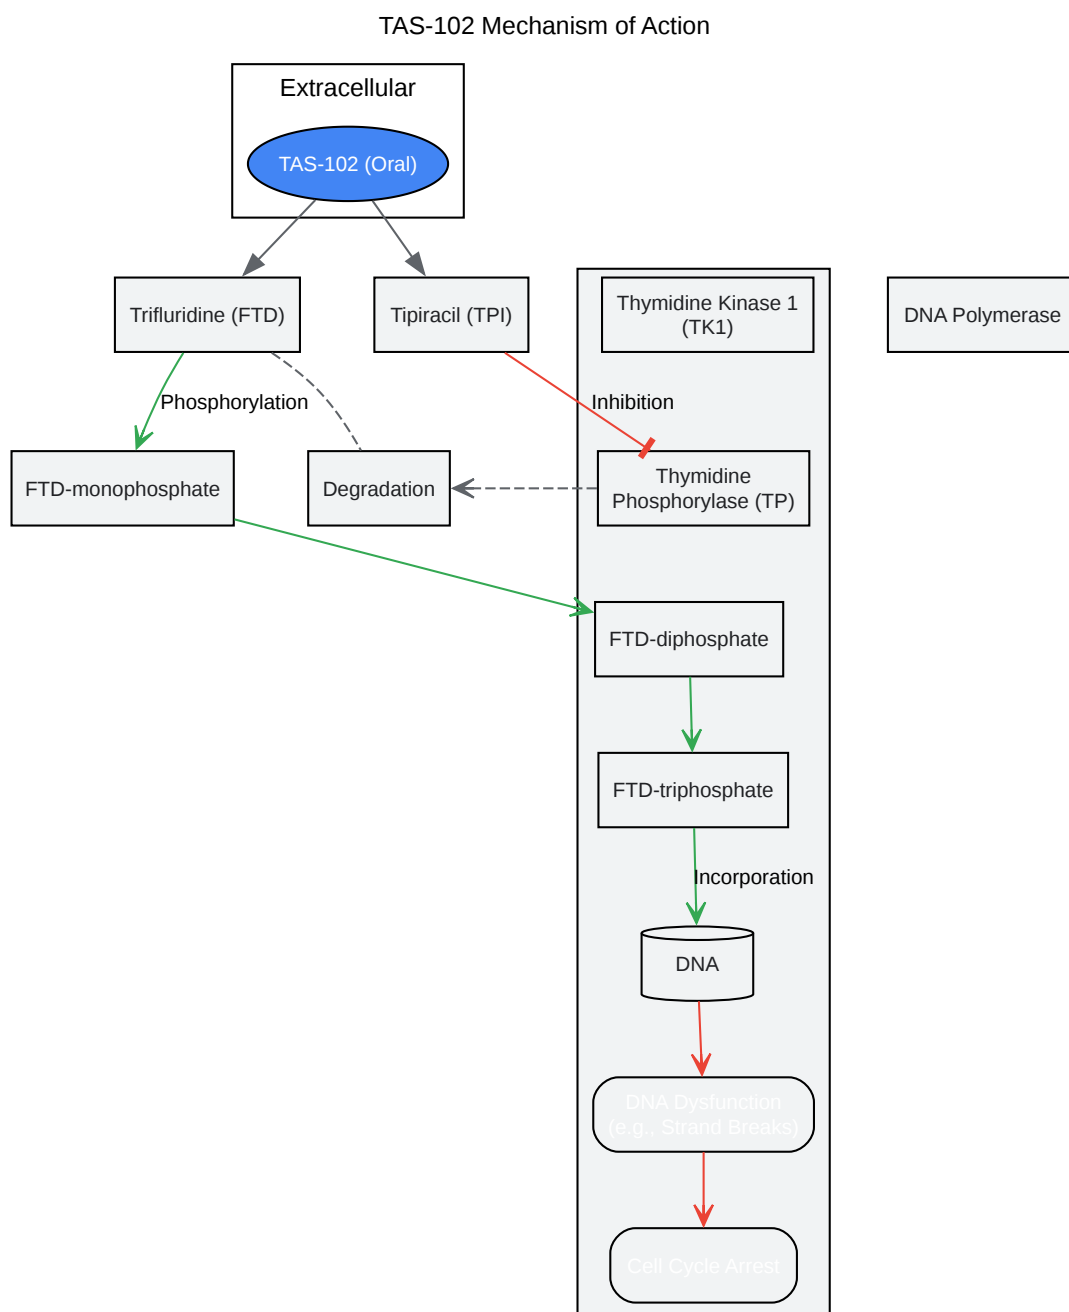 TAS-102 Mechanism of Action
Extracellular
TAS-102 (Oral)
Trifluridine (FTD)
Tipiracil (TPI)
Thymidine Kinase 1
(TK1)
DNA Polymerase
Phosphorylation
Inhibition
FTD-monophosphate
Degradation
Thymidine
Phosphorylase (TP)
FTD-diphosphate
FTD-triphosphate
Incorporation
DNA
DNA Dysfunction
(e.g., Strand Breaks)
Cell Cycle Arrest